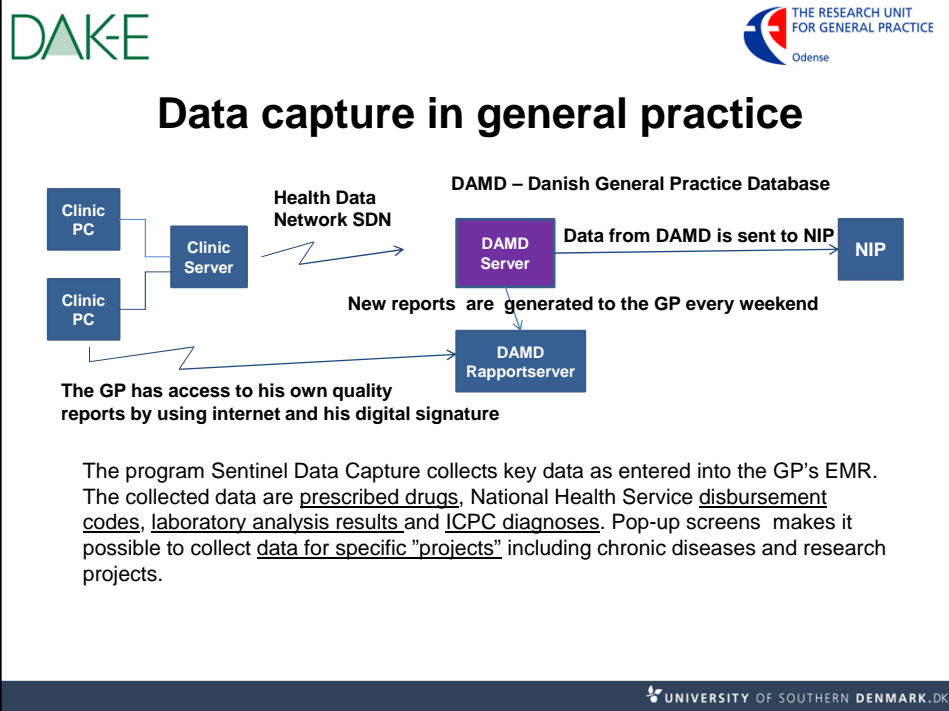 DAK-E
THE RESEARCH UNIT
FOR GENERAL PRACTICE
Odense
Data capture in general practice
DAMD – Danish General Practice Database
Health Data
Network SDN
Clinic
PC
Clinic
Server
DAMD
Server
Data from DAMD is sent to NIP
NIP
Clinic
PC
New reports are generated to the GP every weekend
DAMD
Rapportserver
The GP has access to his own quality
reports by using internet and his digital signature
The program Sentinel Data Capture collects key data as entered into the GP's EMR.
The collected data are prescribed drugs, National Health Service disbursement
codes, laboratory analysis results and ICPC diagnoses. Pop-up screens makes it
possible to collect data for specific ”projects” including chronic diseases and research
projects.
UNIVERSITY OF SOUTHERN DENMARK.DK